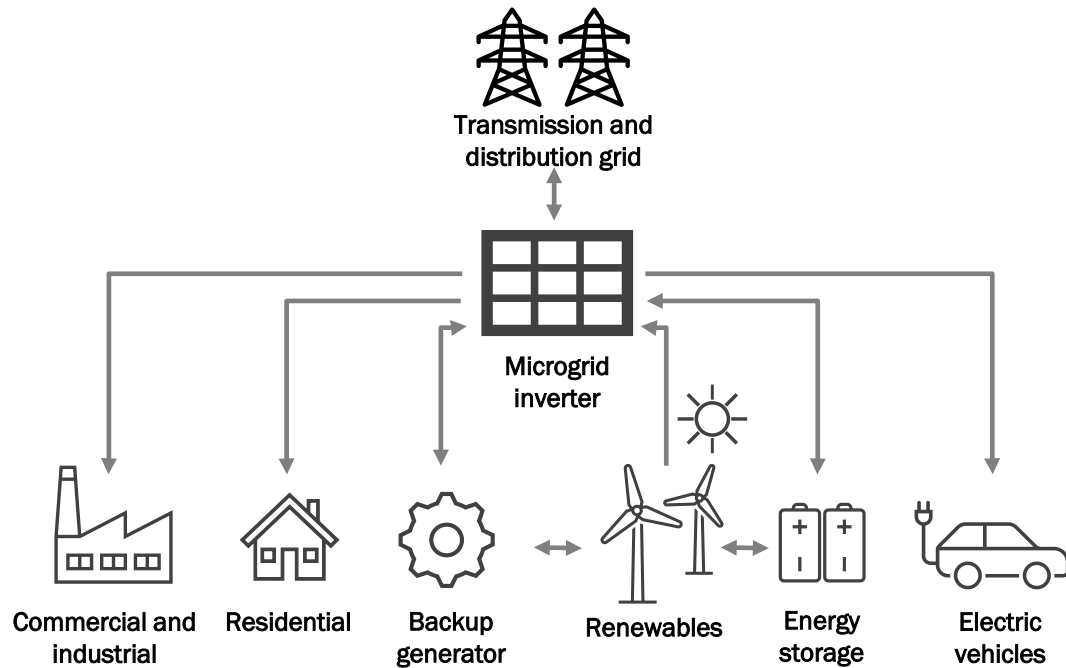 Transmission and
distribution grid
Microgrid
inverter
Commercial and
industrial
Residential
Backup
generator
Renewables
Energy
storage
Electric
vehicles